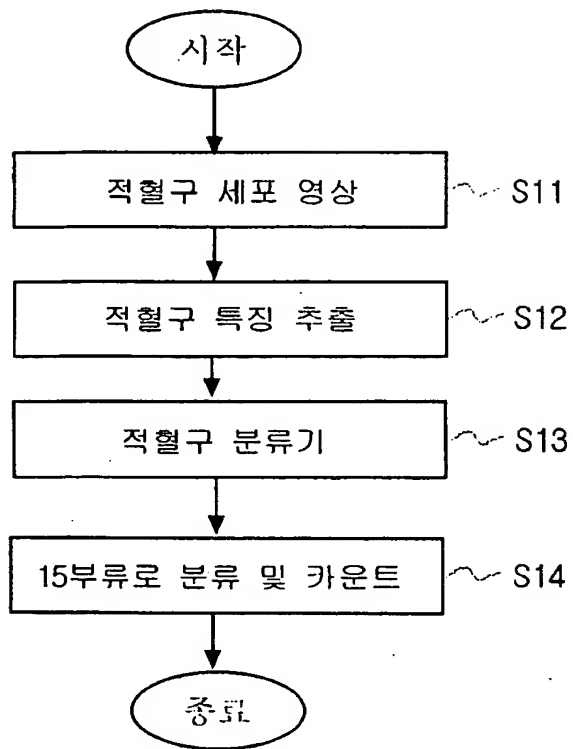 시작
적혈구 세포 영상 S11
적혈구 특징 추출 S12
적혈구 분류기 S13
15부류로 분류 및 카운트 S14
종료